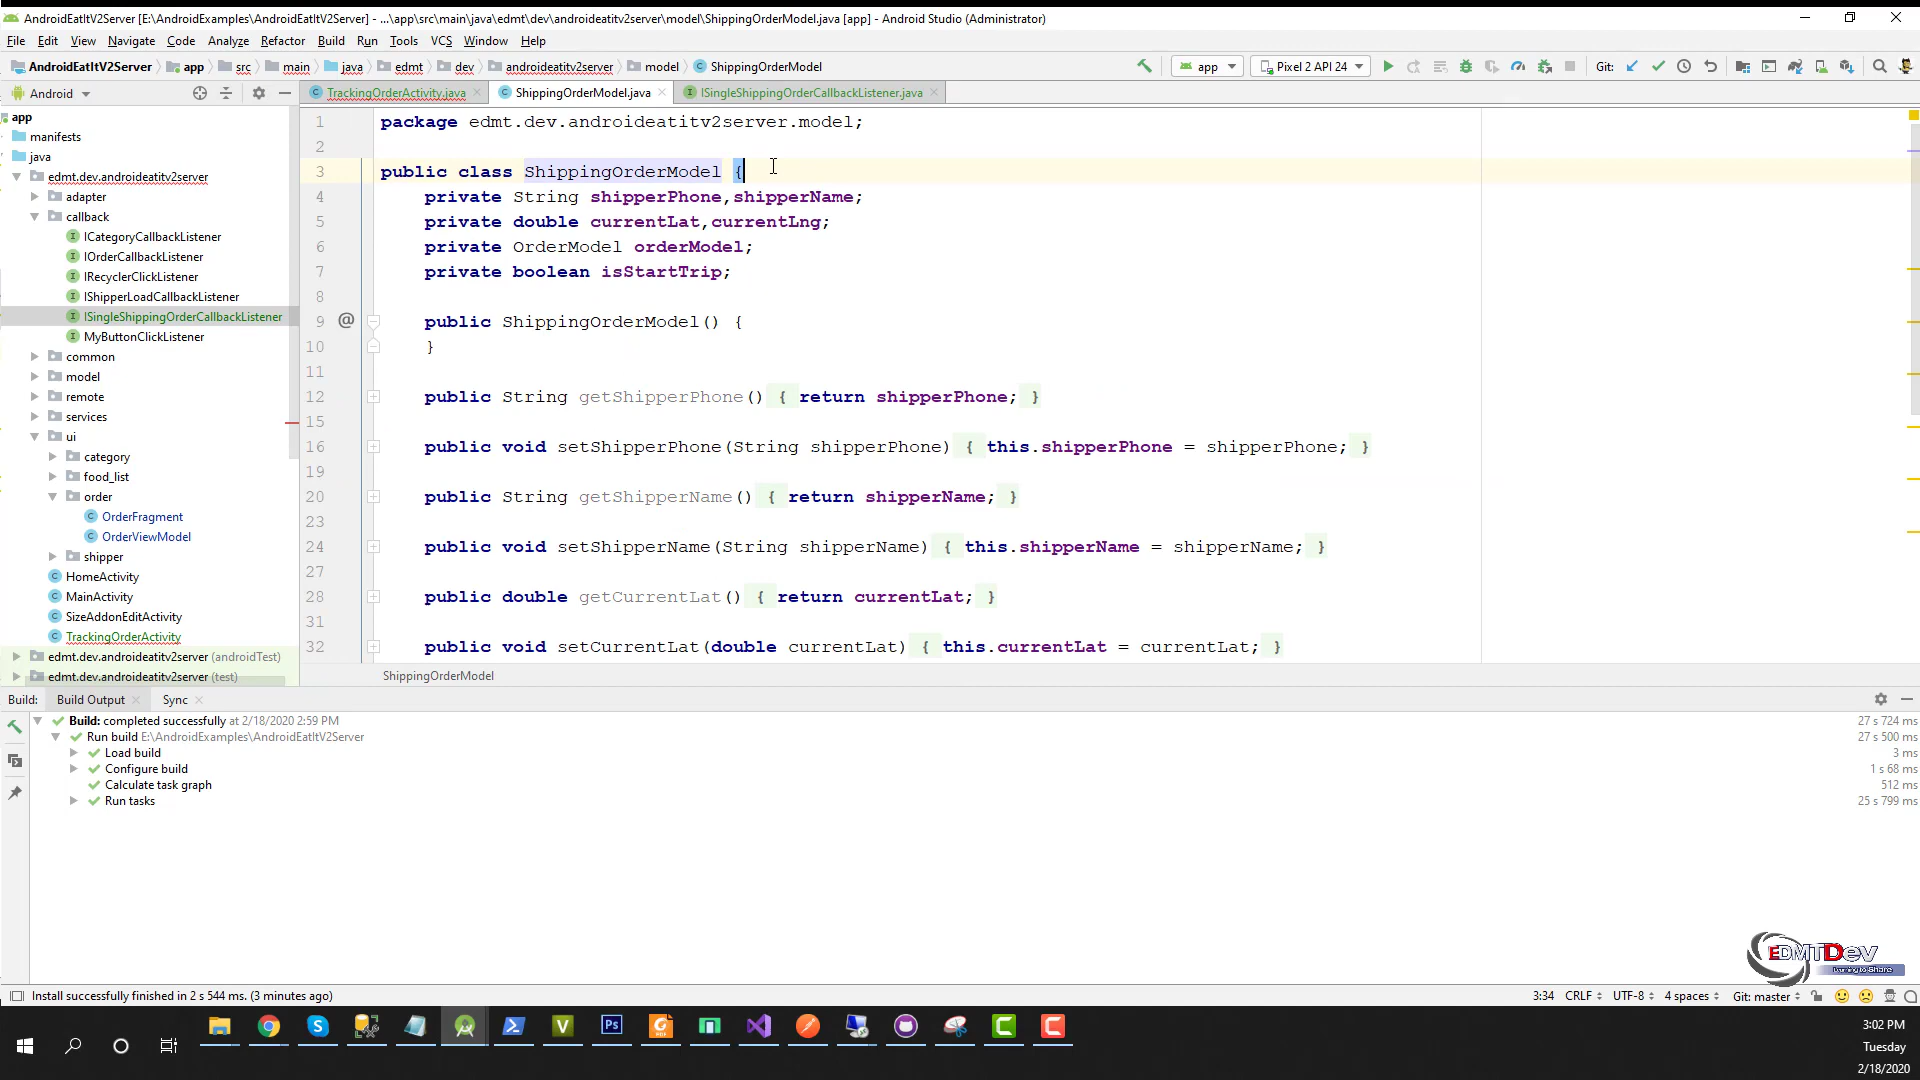 AndroidEatItV2Server [E:\AndroidExamples\AndroidEatItV2Server] - ...\app\src\main\java\edmt\dev\androideatitv2server\model\ShippingOrderModel.java [app] - Android Studio (Administrator)
File Edit View Navigate Code Analyze Refactor Build Run Tools VCS Window Help
AndroidEatItV2Server app src main java edmt dev androideatitv2server model ShippingOrderModel app Pixel 2 API 24 Git:
Android TrackingOrderActivity.java ShippingOrderModel.java ISingleShippingOrderCallbackListener.java
app
manifests
java
edmt.dev.androideatitv2server
adapter
callback
ICategoryCallbackListener
IOrderCallbackListener
IRecyclerClickListener
IShipperLoadCallbackListener
ISingleShippingOrderCallbackListener
MyButtonClickListener
common
model
remote
services
ui
category
food_list
order
OrderFragment
OrderViewModel
shipper
HomeActivity
MainActivity
SizeAddonEditActivity
TrackingOrderActivity
edmt.dev.androideatitv2server (androidTest)
edmt.dev.androideatitv2server (test)
1 package edmt.dev.androideatitv2server.model;
2
3 public class ShippingOrderModel {
4 private String shipperPhone,shipperName;
5 private double currentLat,currentLng;
6 private OrderModel orderModel;
7 private boolean isStartTrip;
8
9 @ public ShippingOrderModel() {
10 }
11
12 public String getShipperPhone() { return shipperPhone; }
15
16 public void setShipperPhone(String shipperPhone) { this.shipperPhone = shipperPhone; }
19
20 public String getShipperName() { return shipperName; }
23
24 public void setShipperName(String shipperName) { this.shipperName = shipperName; }
27
28 public double getCurrentLat() { return currentLat; }
31
32 public void setCurrentLat(double currentLat) { this.currentLat = currentLat; }
ShippingOrderModel
Build: Build Output Sync
Build: completed successfully at 2/18/2020 2:59 PM 27 s 724 ms
Run build E:\AndroidExamples\AndroidEatItV2Server 27 s 500 ms
Load build 3 ms
Configure build 1 s 68 ms
Calculate task graph 512 ms
Run tasks 25 s 799 ms
EDMTDev
Learning to Share
Install successfully finished in 2 s 544 ms. (3 minutes ago) 3:34 CRLF UTF-8 4 spaces Git: master
3:02 PM
Tuesday
2/18/2020